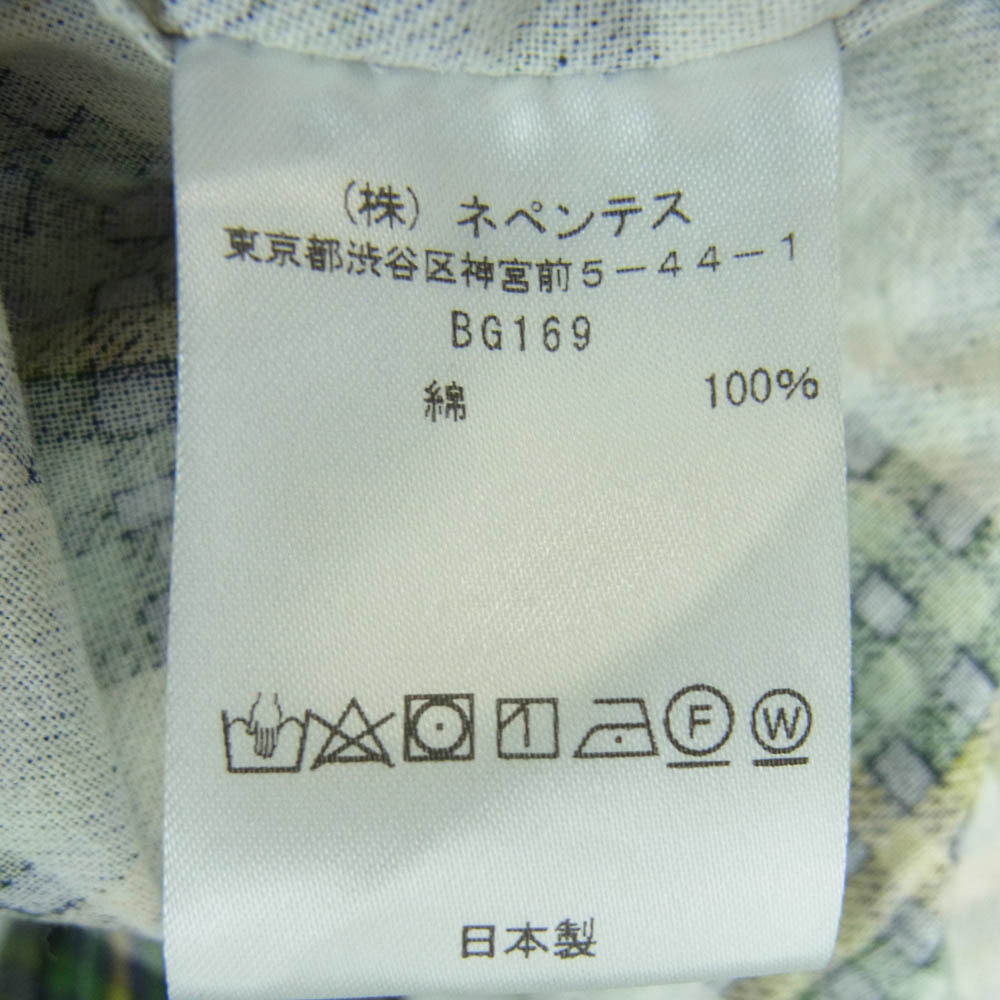 (株) ネペンテス
東京都渋谷区神宮前5-44-1
BG169
綿 100%
F W
日本製